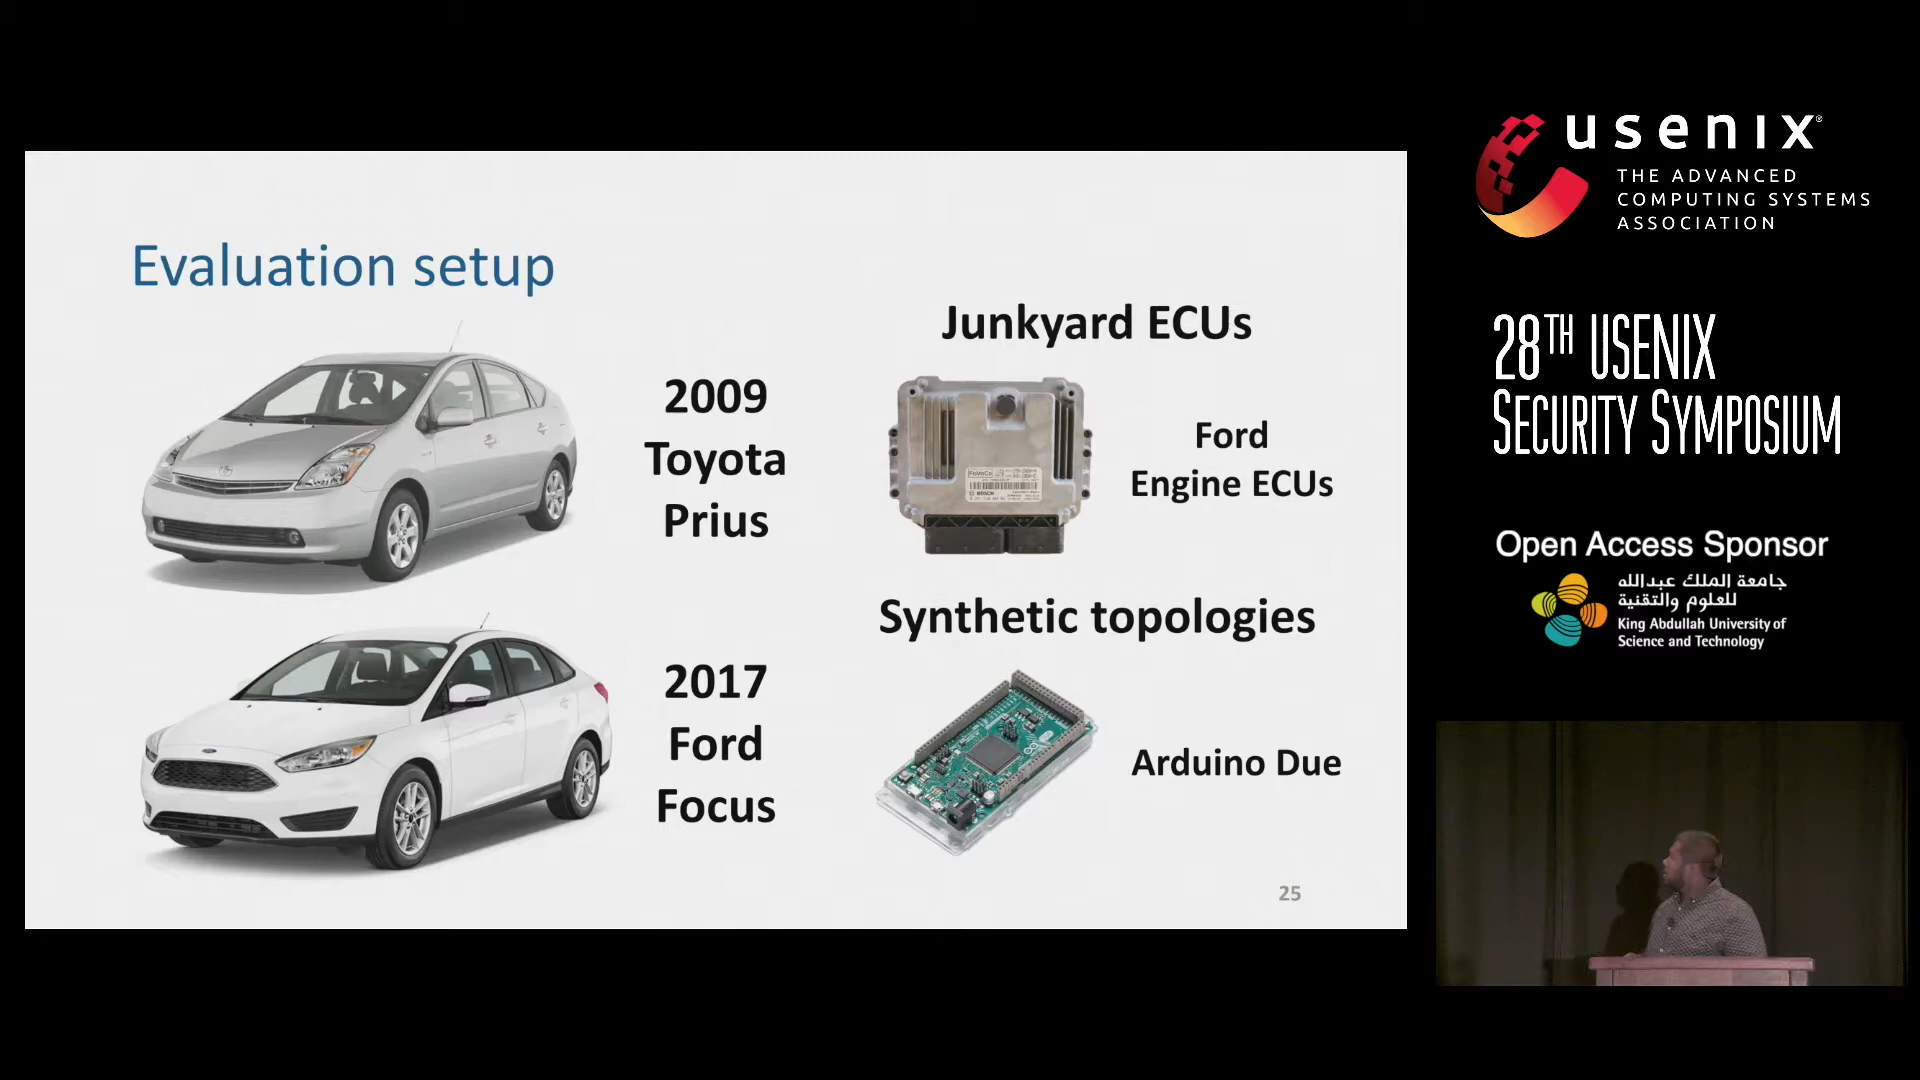 Evaluation setup
2009
Toyota
Prius
2017
Ford
Focus
Junkyard ECUs
FoMoCo
BOSCH
Ford
Engine ECUs
Synthetic topologies
Arduino Due
25
usenix®
THE ADVANCED
COMPUTING SYSTEMS
ASSOCIATION
28TH USENIX
SECURITY SYMPOSIUM
Open Access Sponsor
جامعة الملك عبدالله
للعلوم والتقنية
King Abdullah University of
Science and Technology